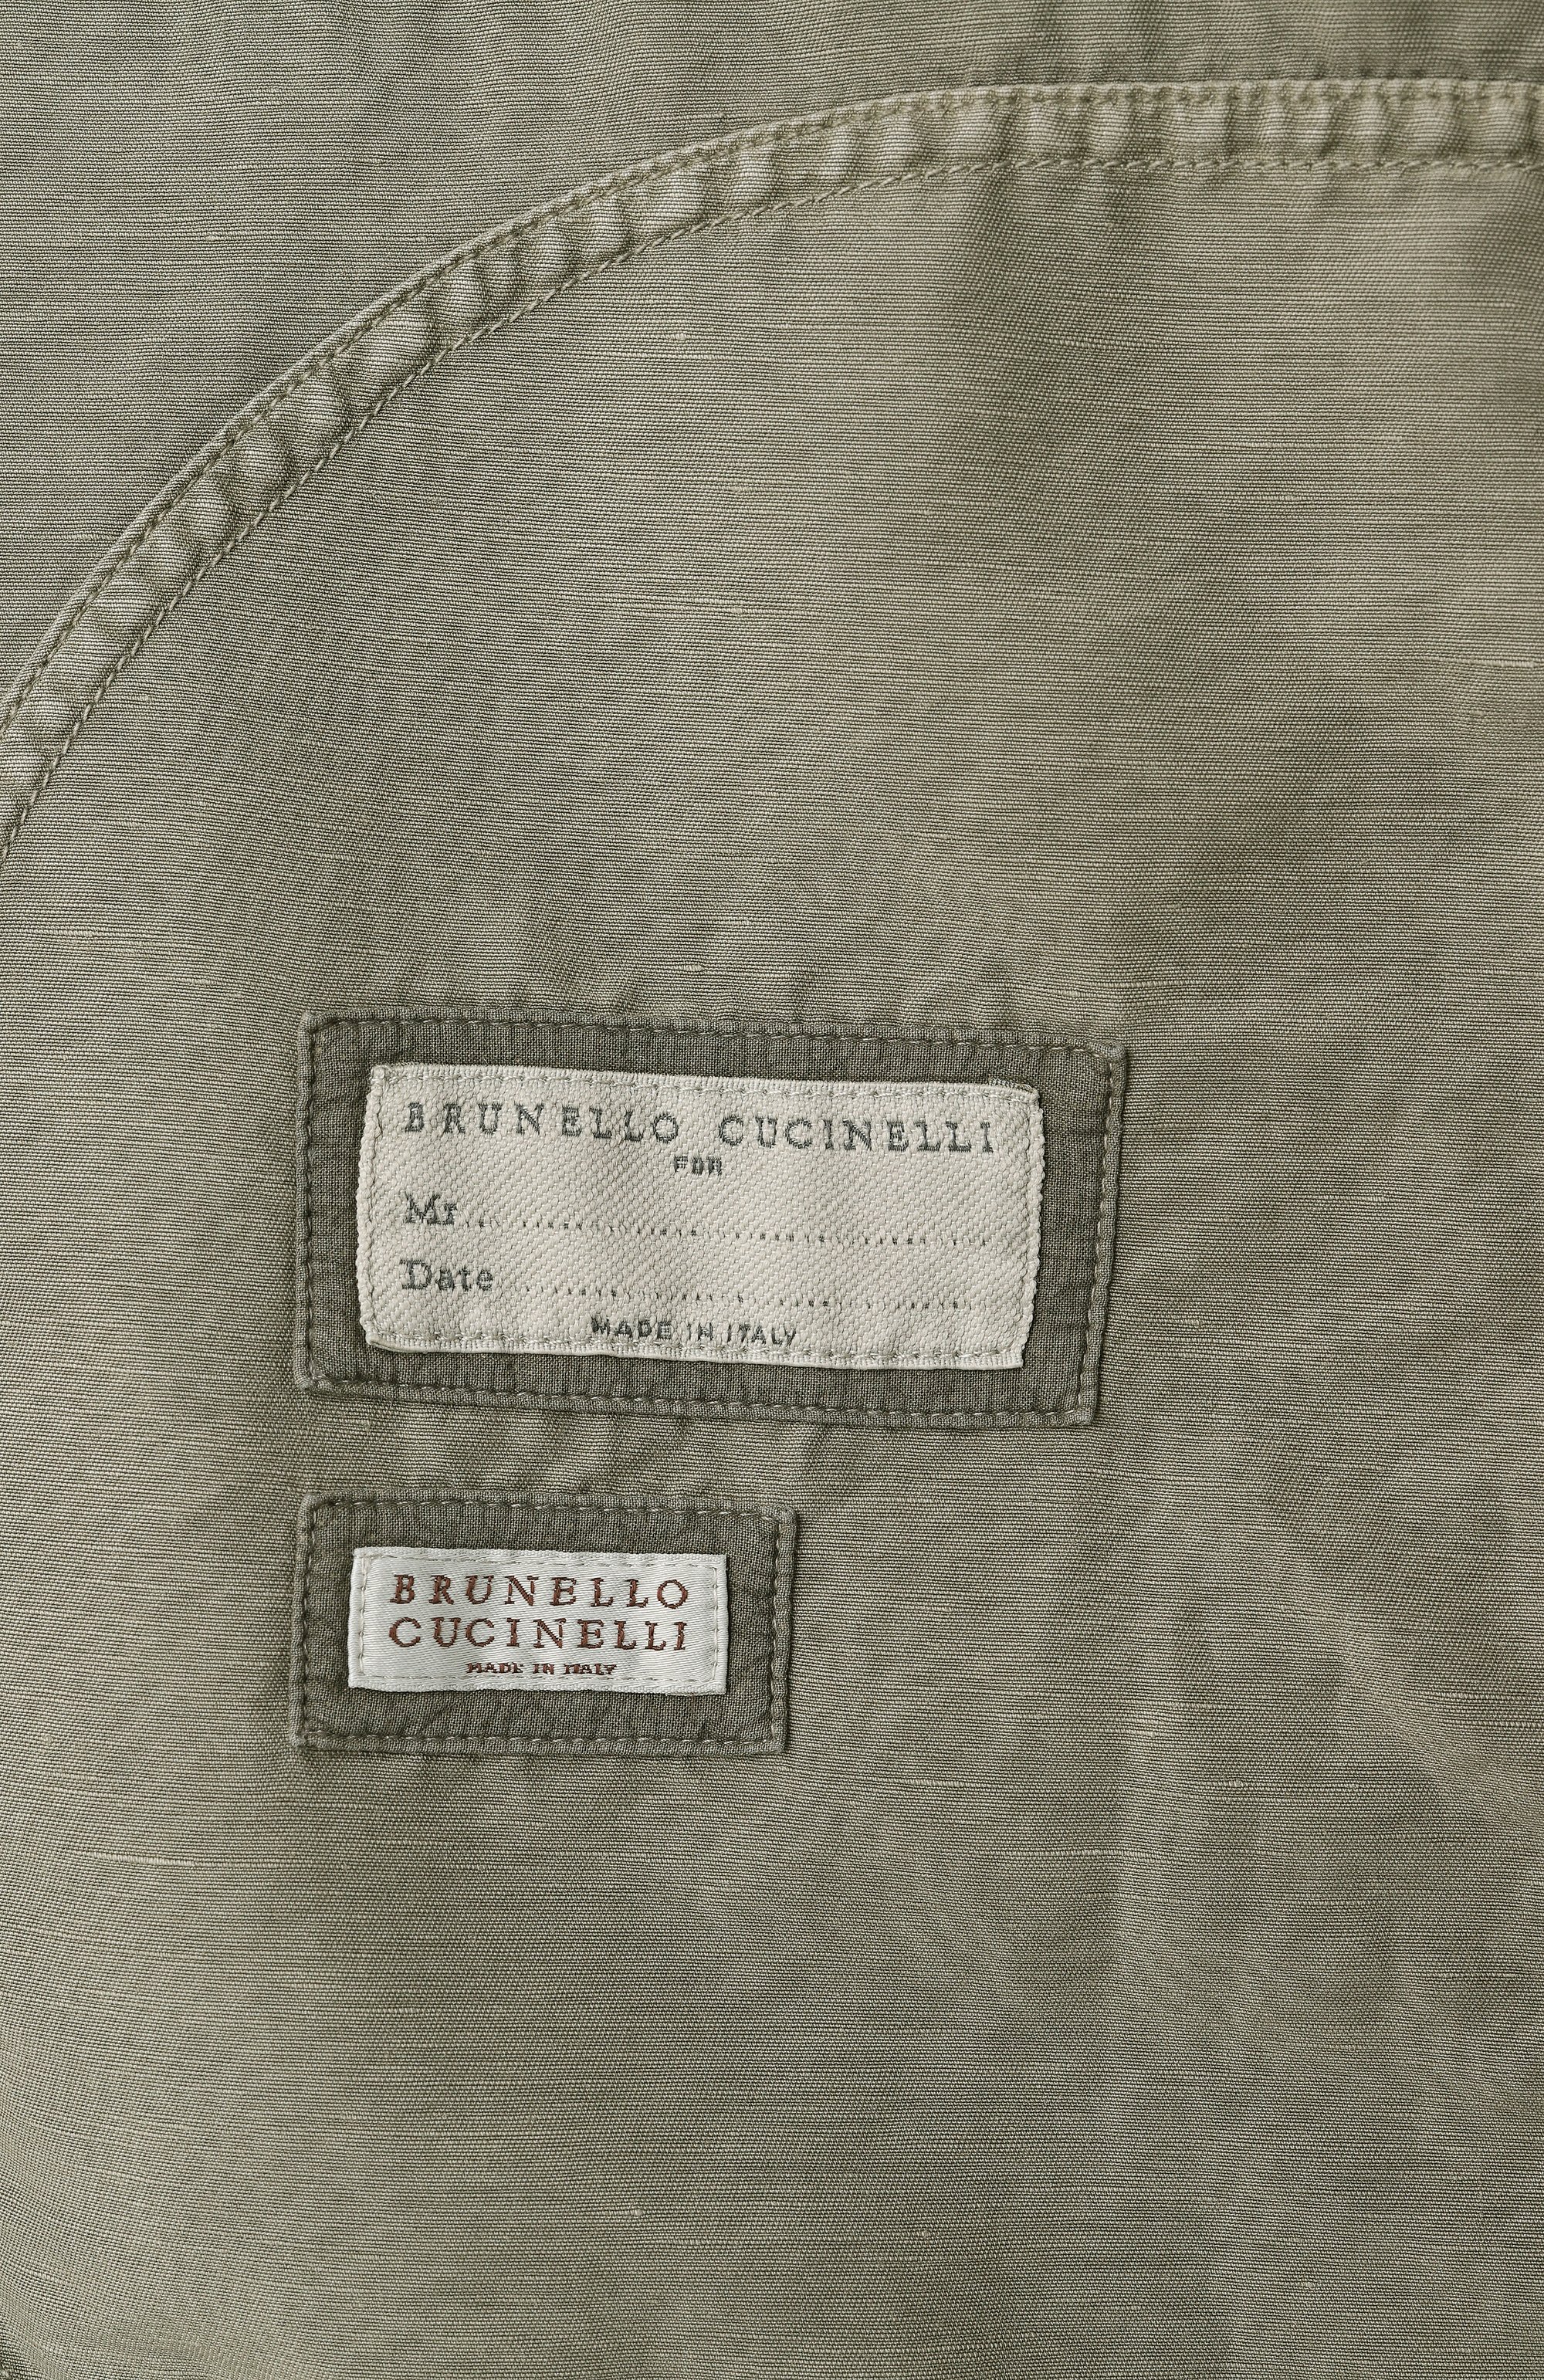 BRUNELLO CUCINELLI
FOR
Mr.....................................................
Date ................................................
MADE IN ITALY
BRUNELLO
CUCINELLI
MADE IN ITALY